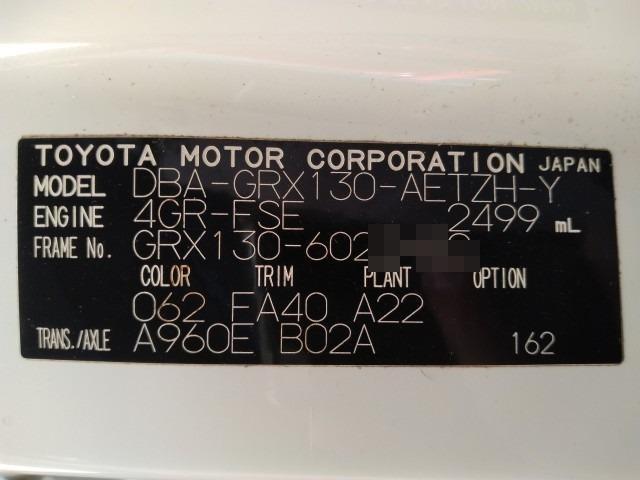 TOYOTA MOTOR CORPORATION JAPAN
MODEL DBA-GRX130-AETZH-Y
ENGINE 4GR-FSE 2499 mL
FRAME No. GRX130-602
COLOR TRIM PLANT OPTION
062 FA40 A22
TRANS./AXLE A960E B02A 162